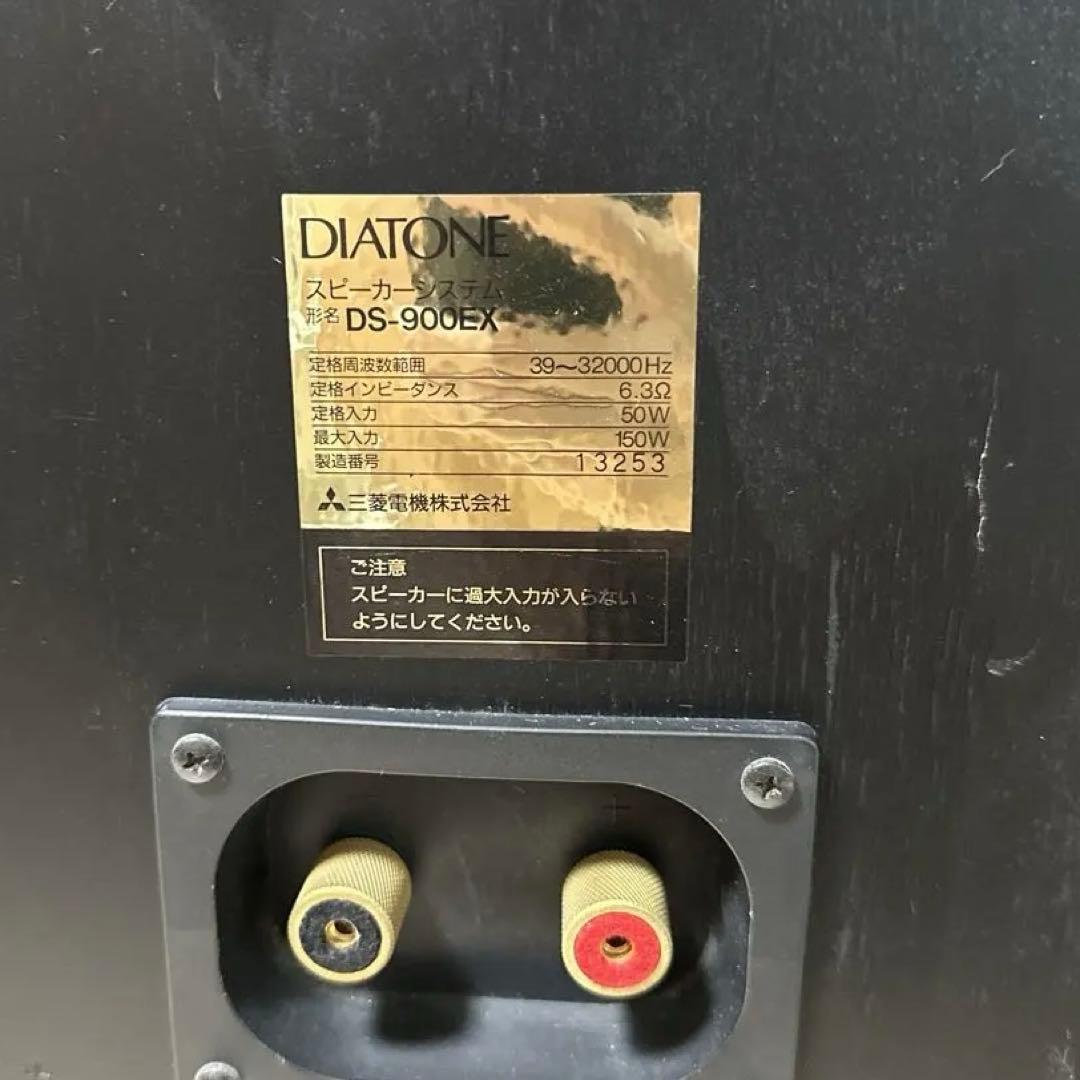 DIATONE
スピーカーシステム
形名 DS-900EX
定格周波数範囲 39〜32000Hz
定格インピーダンス 6.3Ω
定格入力 50W
最大入力 150W
製造番号 13253
三菱電機株式会社
ご注意
スピーカーに過大入力が入らない
ようにしてください。
+